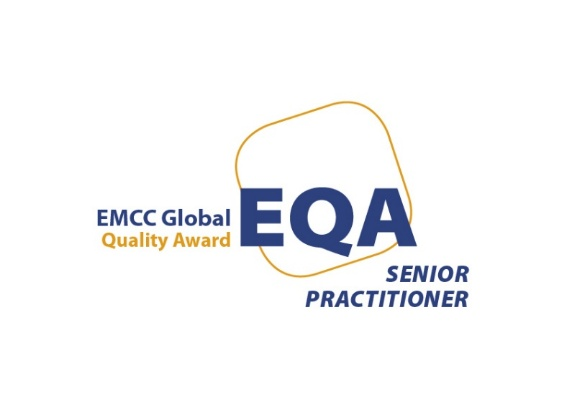 EMCC Global
Quality Award
EQA
SENIOR
PRACTITIONER